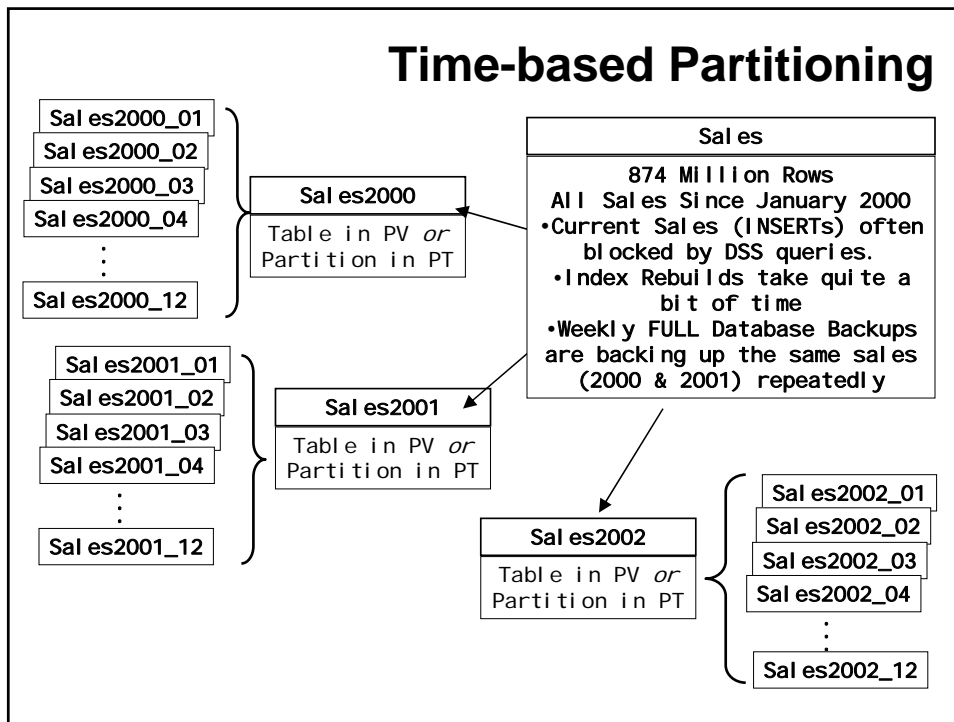 Time-based Partitioning
Sales2000_01
Sales2000_02
Sales2000_03
Sales2000_04
⋮
Sales2000_12
Sales2000
Table in PV or
Partition in PT
Sales
874 Million Rows
All Sales Since January 2000
•Current Sales (INSERTs) often
blocked by DSS queries.
•Index Rebuilds take quite a
bit of time
•Weekly FULL Database Backups
are backing up the same sales
(2000 & 2001) repeatedly
Sales2001_01
Sales2001_02
Sales2001_03
Sales2001_04
⋮
Sales2001_12
Sales2001
Table in PV or
Partition in PT
Sales2002
Table in PV or
Partition in PT
Sales2002_01
Sales2002_02
Sales2002_03
Sales2002_04
⋮
Sales2002_12